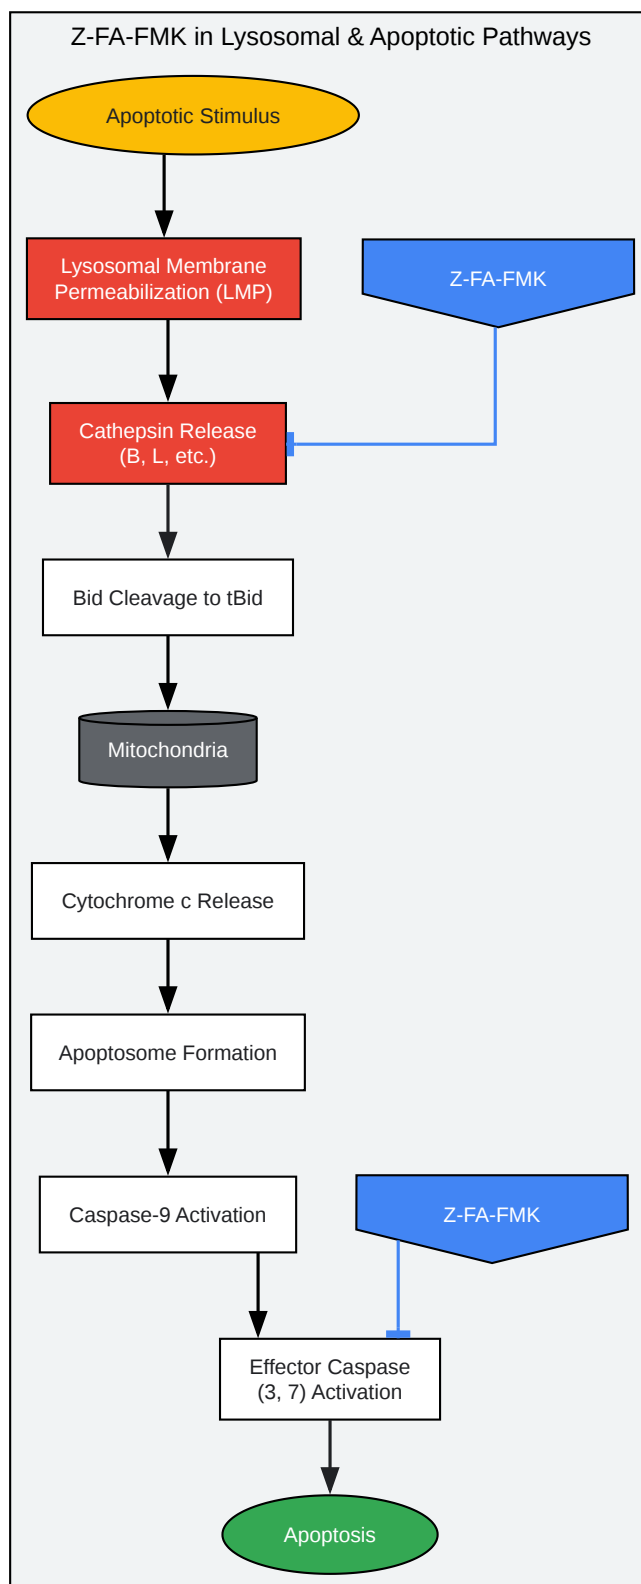 Z-FA-FMK in Lysosomal & Apoptotic Pathways
Apoptotic Stimulus
Lysosomal Membrane
Permeabilization (LMP)
Z-FA-FMK
Cathepsin Release
(B, L, etc.)
Bid Cleavage to tBid
Mitochondria
Cytochrome c Release
Apoptosome Formation
Caspase-9 Activation
Z-FA-FMK
Effector Caspase
(3, 7) Activation
Apoptosis